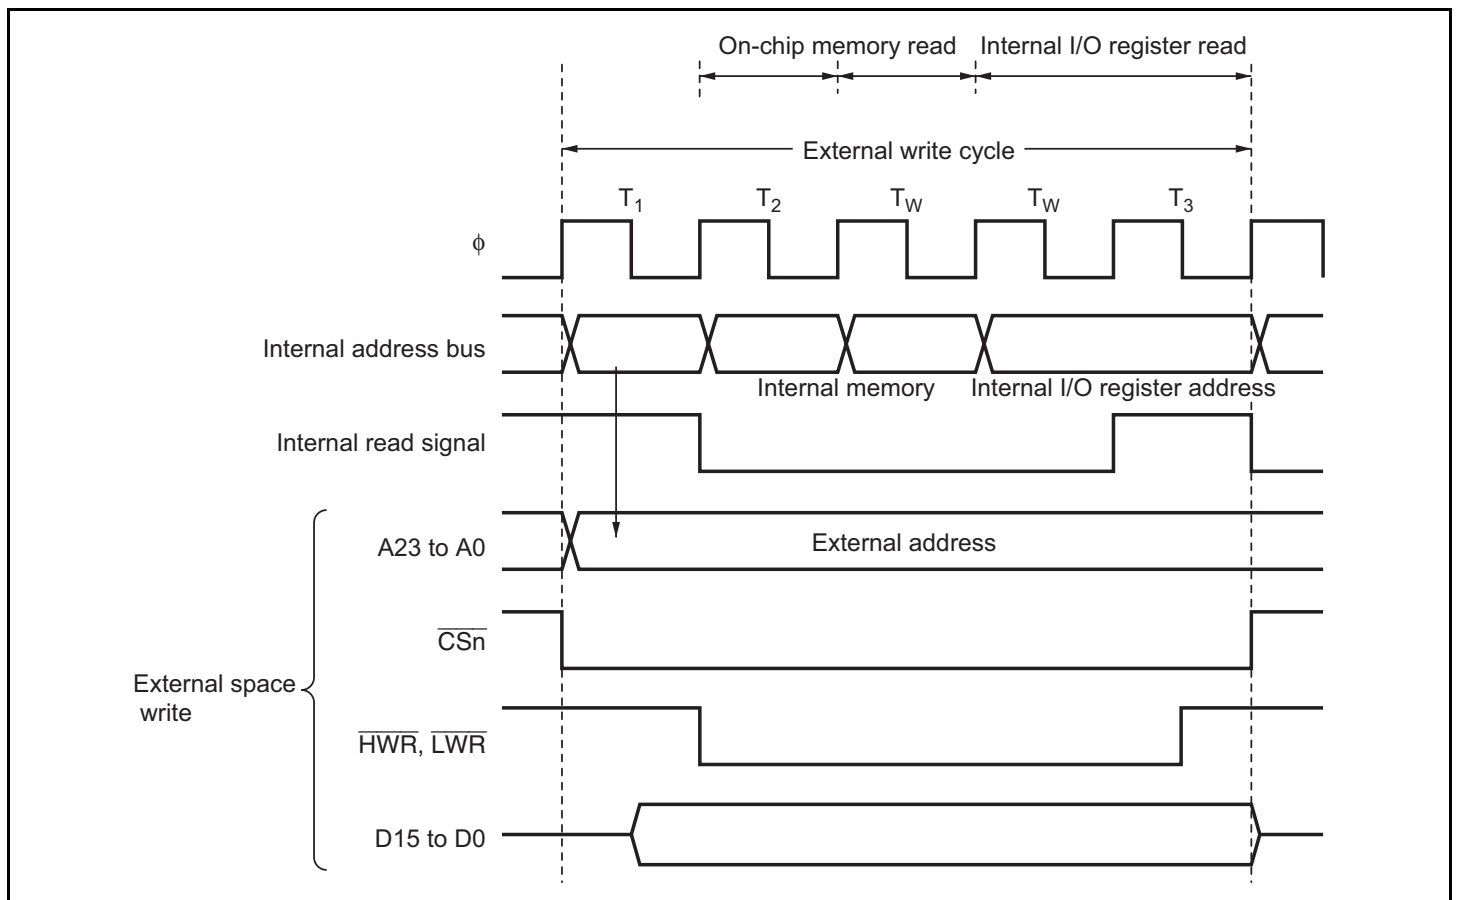 On-chip memory read Internal I/O register read
External write cycle
T1 T2 TW TW T3
ϕ
Internal address bus
Internal memory Internal I/O register address
Internal read signal
A23 to A0
External address
CSn
External space
write
HWR, LWR
D15 to D0